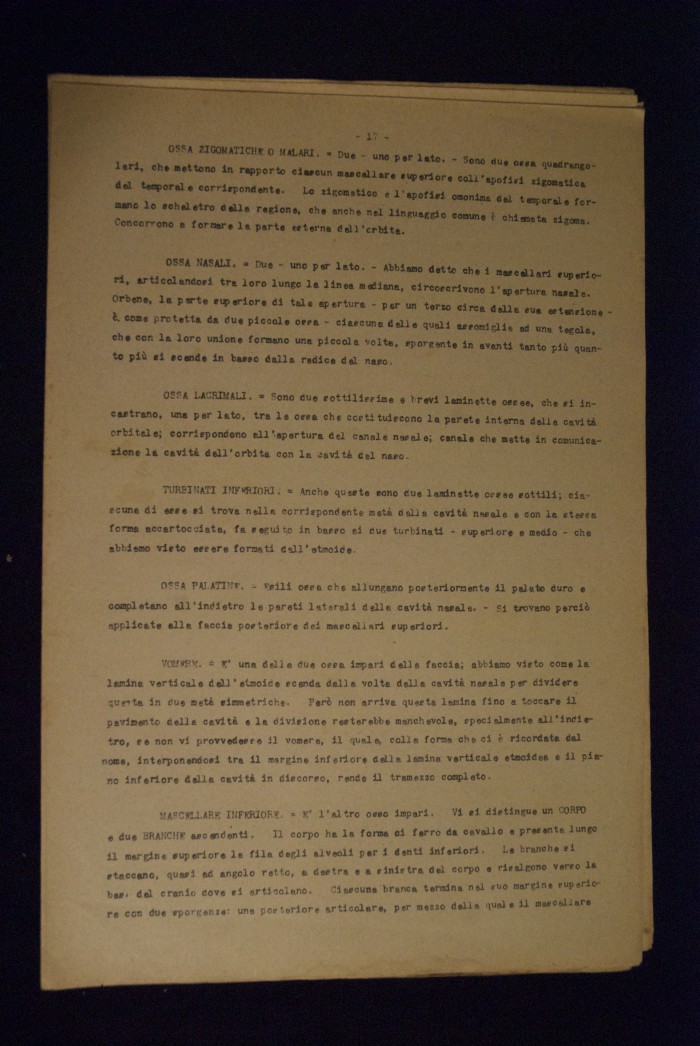 - 17 -
OSSA ZIGOMATICHE O MALARI. = Due - uno per lato. - Sono due ossa quadrango-
lari, che mettono in rapporto ciascun mascellare superiore coll'apofisi zigomatica
del temporale corrispondente. Lo zigomatico e l'apofisi omonima del temporale for-
mano lo scheletro della regione, che anche nel linguaggio comune è chiamata zigoma.
Concorrono a formare la parte esterna dell'orbita.
OSSA NASALI. = Due - uno per lato. - Abbiamo detto che i mascellari superio-
ri, articolandosi tra loro lungo la linea mediana, circoscrivono l'apertura nasale.
Orbene, la parte superiore di tale apertura - per un terzo circa della sua estensione -
è come protetta da due piccole ossa - ciascuna delle quali assomiglia ad una tegola,
che con la loro unione formano una piccola volta, sporgente in avanti tanto più quan-
to più si scende in basso dalla radice del naso.
OSSA LACRIMALI. = Sono due sottilissime e brevi laminette ossee, che si in-
castrano, una per lato, tra le ossa che costituiscono la parete interna della cavità
orbitale; corrispondono all'apertura del canale nasale; canale che mette in comunica-
zione la cavità dell'orbita con la cavità del naso.
TURBINATI INFERIORI. = Anche queste sono due laminette ossee sottili; cia-
scuna di esse si trova nella corrispondente metà della cavità nasale e con la stessa
forma accartocciata, fa seguito in basso ai due turbinati - superiore e medio - che
abbiamo visto essere formati dall'etmoide.
OSSA PALATINE. = Esili ossa che allungano posteriormente il palato duro e
completano all'indietro le pareti laterali della cavità nasale. - Si trovano perciò
applicate alla faccia posteriore dei mascellari superiori.
VOMERE. = E' una delle due ossa impari della faccia; abbiamo visto come la
lamina verticale dell'etmoide scenda dalla volta della cavità nasale per dividere
questa in due metà simmetriche. Però non arriva questa lamina fino a toccare il
pavimento della cavità e la divisione resterebbe manchevole, specialmente all'indie-
tro, se non vi provvedesse il vomere, il quale, colla forma che ci è ricordata dal
nome, interponendosi tra il margine inferiore della lamina verticale etmoidea e il pia-
no inferiore della cavità in discorso, rende il tramezzo completo.
MASCELLARE INFERIORE. = E' l'altro osso impari. Vi si distingue un CORPO
e due BRANCHE ascendenti. Il corpo ha la forma di ferro da cavallo e presenta lungo
il margine superiore la fila degli alveoli per i denti inferiori. Le branche si
staccano, quasi ad angolo retto, a destra e a sinistra del corpo e risalgono verso la
base del cranio dove si articolano. Ciascuna branca termina nel suo margine superio-
re con due sporgenze: una posteriore articolare, per mezzo della quale il mascellare